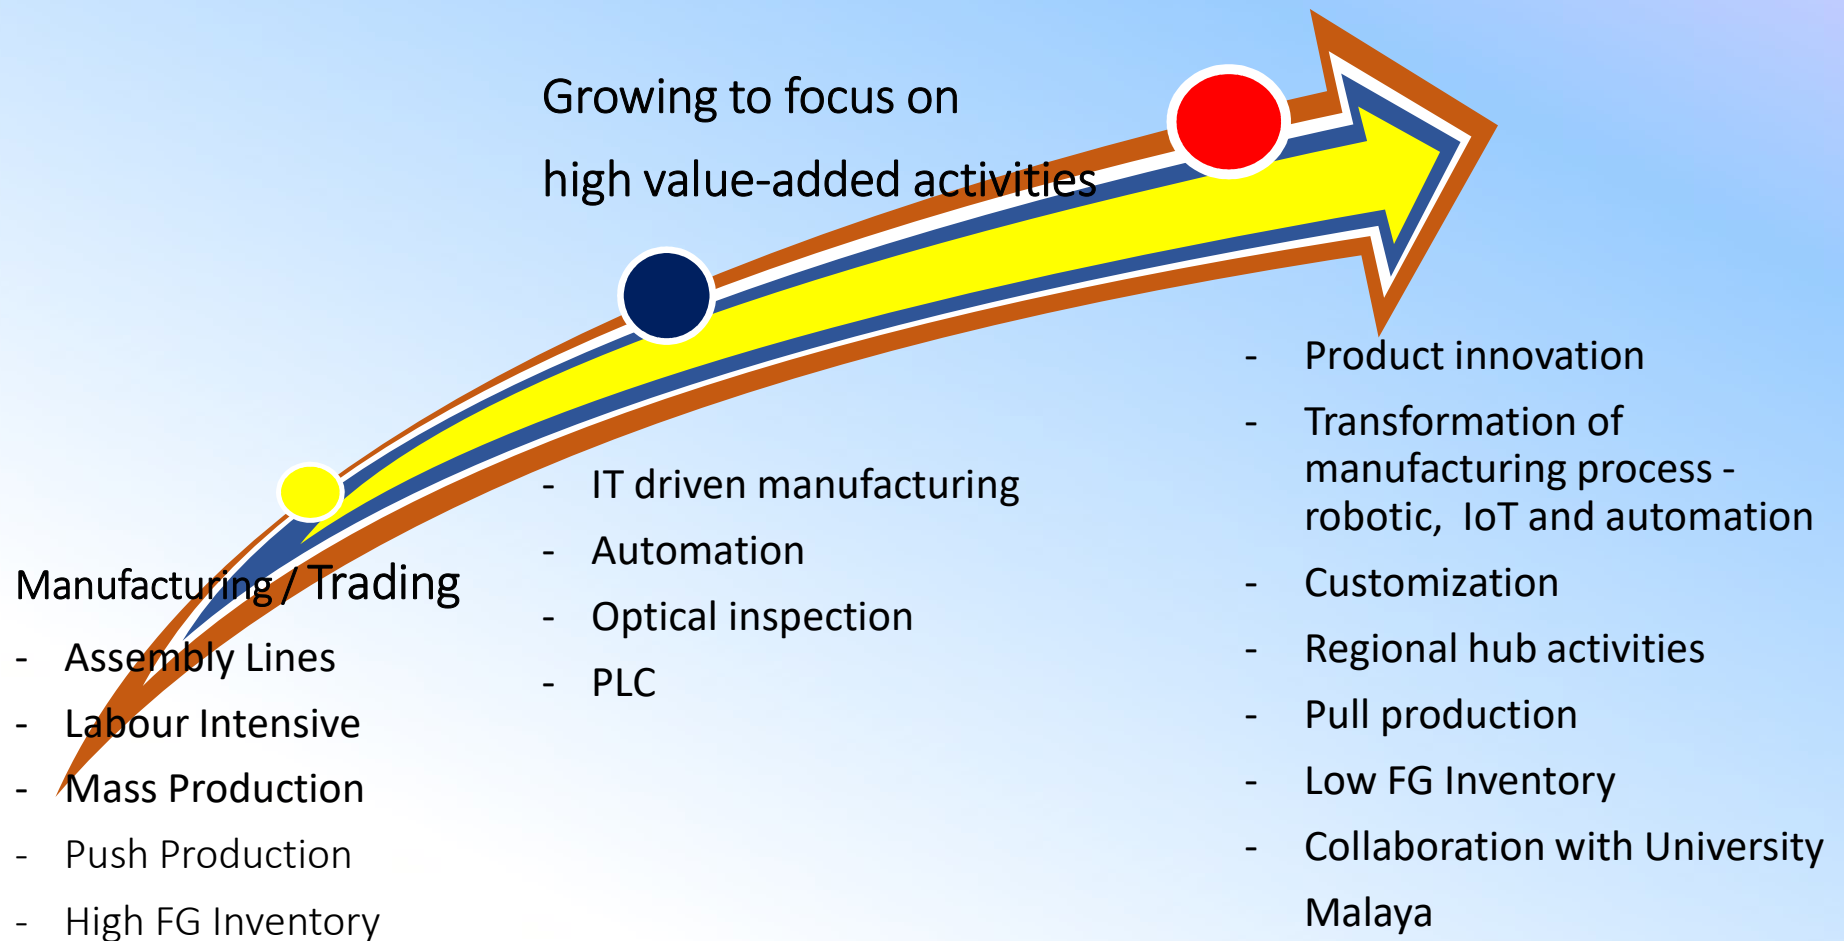 Growing to focus on
high value-added activities
Manufacturing / Trading
- Assembly Lines
- Labour Intensive
- Mass Production
- Push Production
- High FG Inventory
- IT driven manufacturing
- Automation
- Optical inspection
- PLC
- Product innovation
- Transformation of
manufacturing process -
robotic, IoT and automation
- Customization
- Regional hub activities
- Pull production
- Low FG Inventory
- Collaboration with University
Malaya